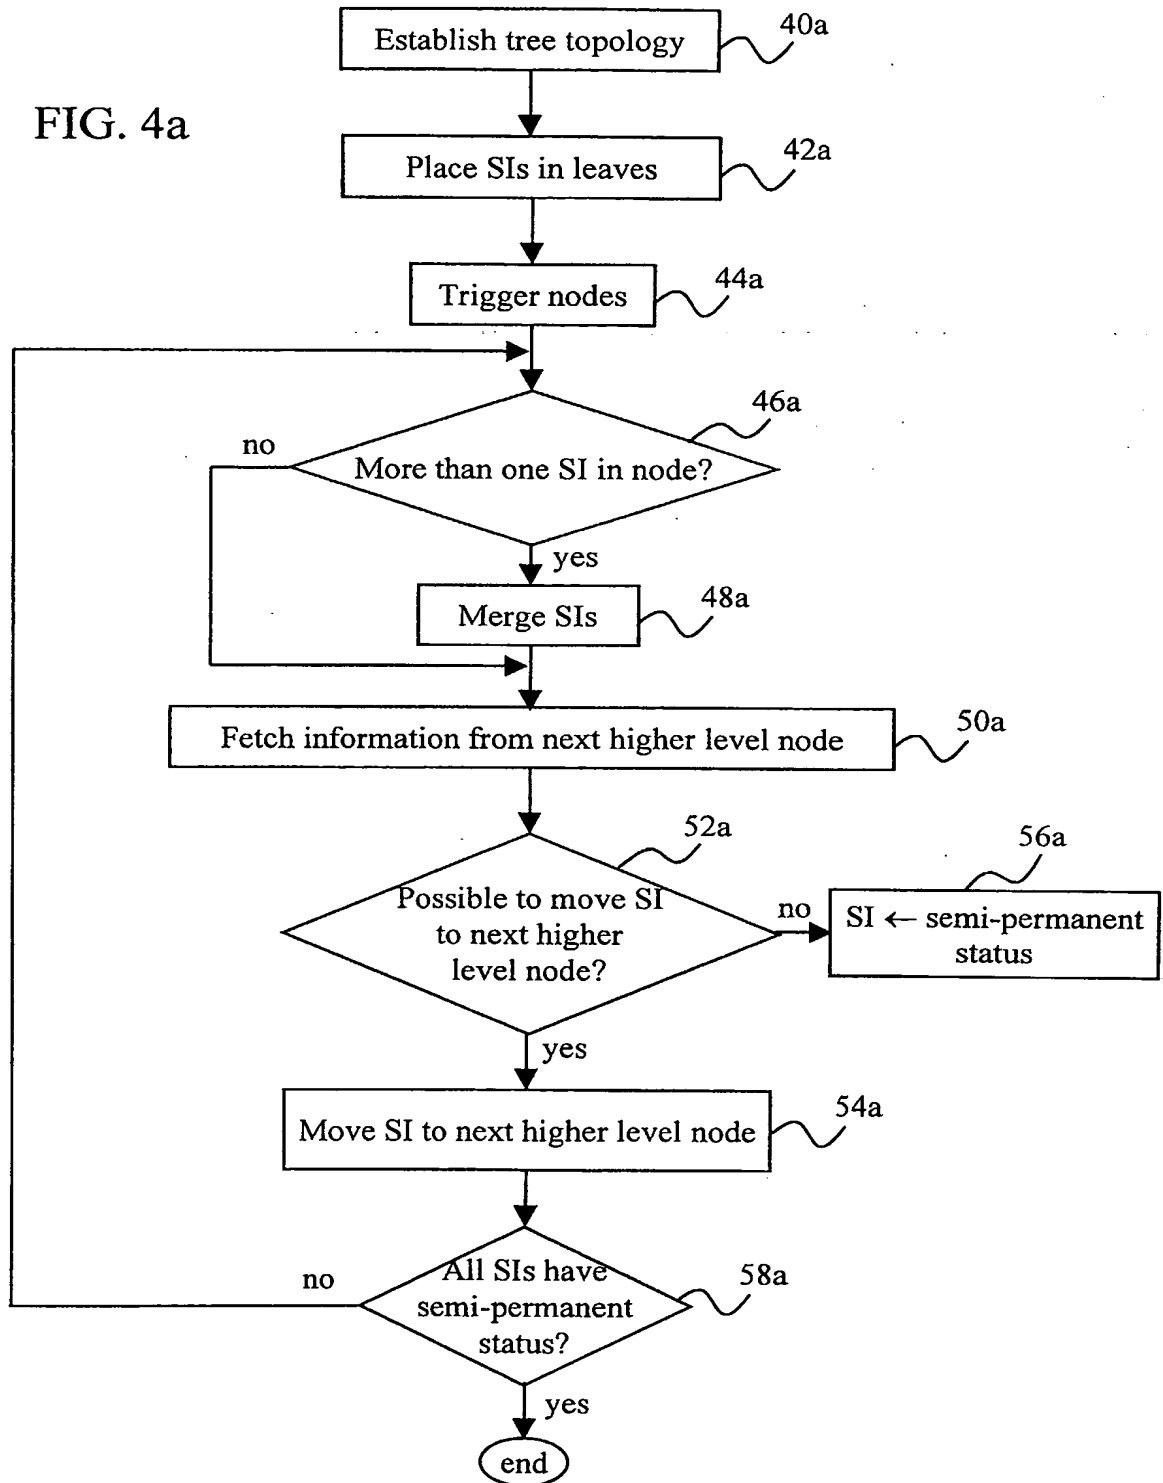 Establish tree topology
40a
FIG. 4a
Place SIs in leaves
42a
Trigger nodes
44a
46a
no
More than one SI in node?
yes
Merge SIs
48a
Fetch information from next higher level node
50a
52a
56a
Possible to move SI
to next higher
level node?
no
SI ← semi-permanent
status
yes
Move SI to next higher level node
54a
no
All SIs have
semi-permanent
status?
58a
yes
end